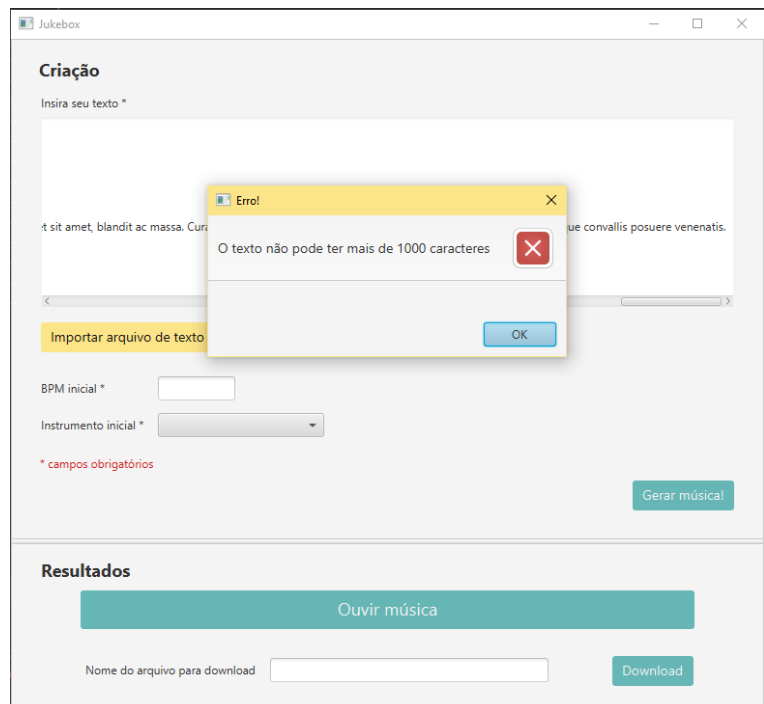 Jukebox
Criação
Insira seu texto *
Erro!
O texto não pode ter mais de 1000 caracteres
sit amet, blandit ac massa.
convallis posuere venenatis.
OK
Importar arquivo de texto
BPM inicial *
Instrumento inicial *
* campos obrigatórios
Gerar música!
Resultados
Ouvir música
Nome do arquivo para download
Download